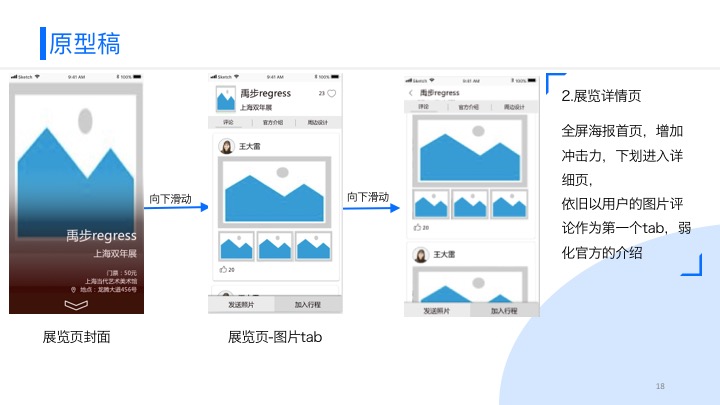 原型稿
Sketch 9:41 AM 100%
禹步regress
上海双年展
门票：50元
上海当代艺术美术馆
地点：龙腾大道456号
展览页封面
向下滑动
Sketch 9:41 AM 100%
禹步regress
23
上海双年展
评论 官方介绍 周边设计
王大雷
20
发送照片 加入行程
展览页-图片tab
向下滑动
Sketch 9:41 AM 100%
禹步regress
评论 官方介绍 周边设计
20
王大雷
发送照片 加入行程
2.展览详情页
全屏海报首页，增加
冲击力，下划进入详
细页，
依旧以用户的图片评
论作为第一个tab，弱
化官方的介绍
18